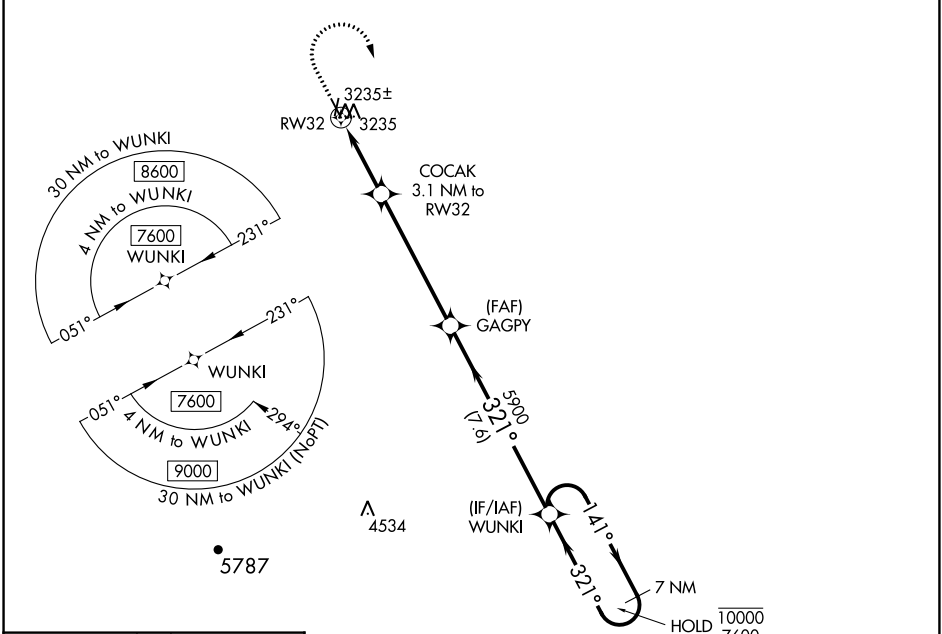 3235±
RW32
3235
COCAK
3.1 NM to
RW32
30 NM to WUNKI
8600
4 NM to WUNKI
7600
WUNKI
231°
051°
(FAF)
GAGPY
231°
WUNKI
051°
7600
4 NM to WUNKI
294°
9000
30 NM to WUNKI (NoPT)
5900
321°
(7.6)
4534
5787
(IF/IAF)
WUNKI
141°
321°
7 NM
HOLD 10000
7600